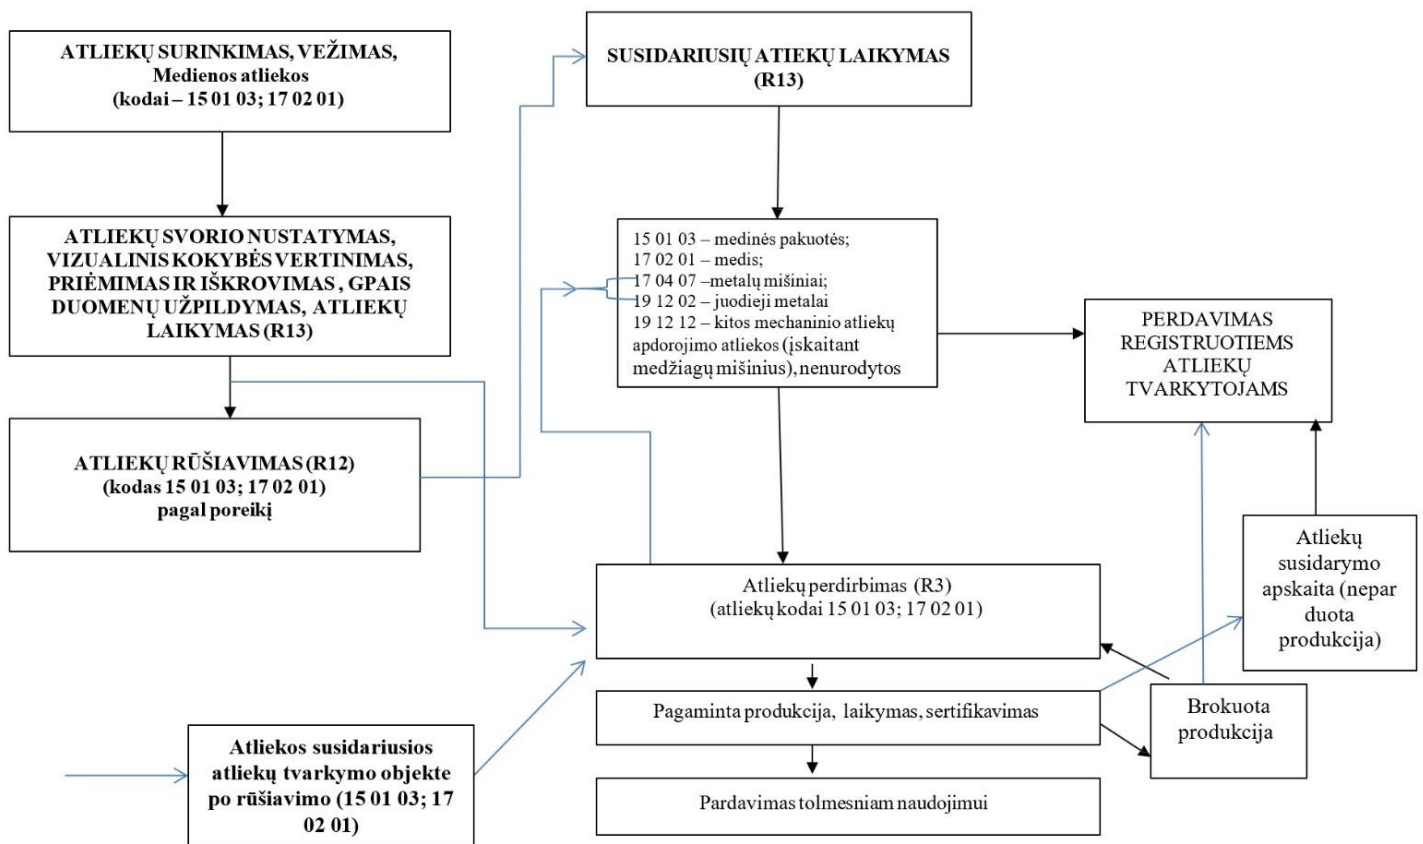 ATLIEKŲ SURINKIMAS, VEŽIMAS,
Medienos atliekos
(kodai – 15 01 03; 17 02 01)
ATLIEKŲ SVORIO NUSTATYMAS,
VIZUALINIS KOKYBĖS VERTINIMAS,
PRIĖMIMAS IR IŠKROVIMAS , GPAIS
DUOMENŲ UŽPILDYMAS, ATLIEKŲ
LAIKYMAS (R13)
ATLIEKŲ RŪŠIAVIMAS (R12)
(kodas 15 01 03; 17 02 01)
pagal poreikį
SUSIDARIUSIŲ ATIEKŲ LAIKYMAS
(R13)
15 01 03 – medinės pakuotės;
17 02 01 – medis;
17 04 07 –metalų mišiniai;
19 12 02 – juodieji metalai
19 12 12 – kitos mechaninio atliekų
apdorojimo atliekos (įskaitant
medžiagų mišinius), nenurodytos
PERDAVIMAS
REGISTRUOTIEMS
ATLIEKŲ
TVARKYTOJAMS
Atliekų
susidarymo
apskaita (nepar
duota
produkcija)
Atliekų perdirbimas (R3)
(atliekų kodai 15 01 03; 17 02 01)
Pagaminta produkcija, laikymas, sertifikavimas
Brokuota
produkcija
Pardavimas tolmesniam naudojimui
Atliekos susidariusios
atliekų tvarkymo objekte
po rūšiavimo (15 01 03; 17
02 01)